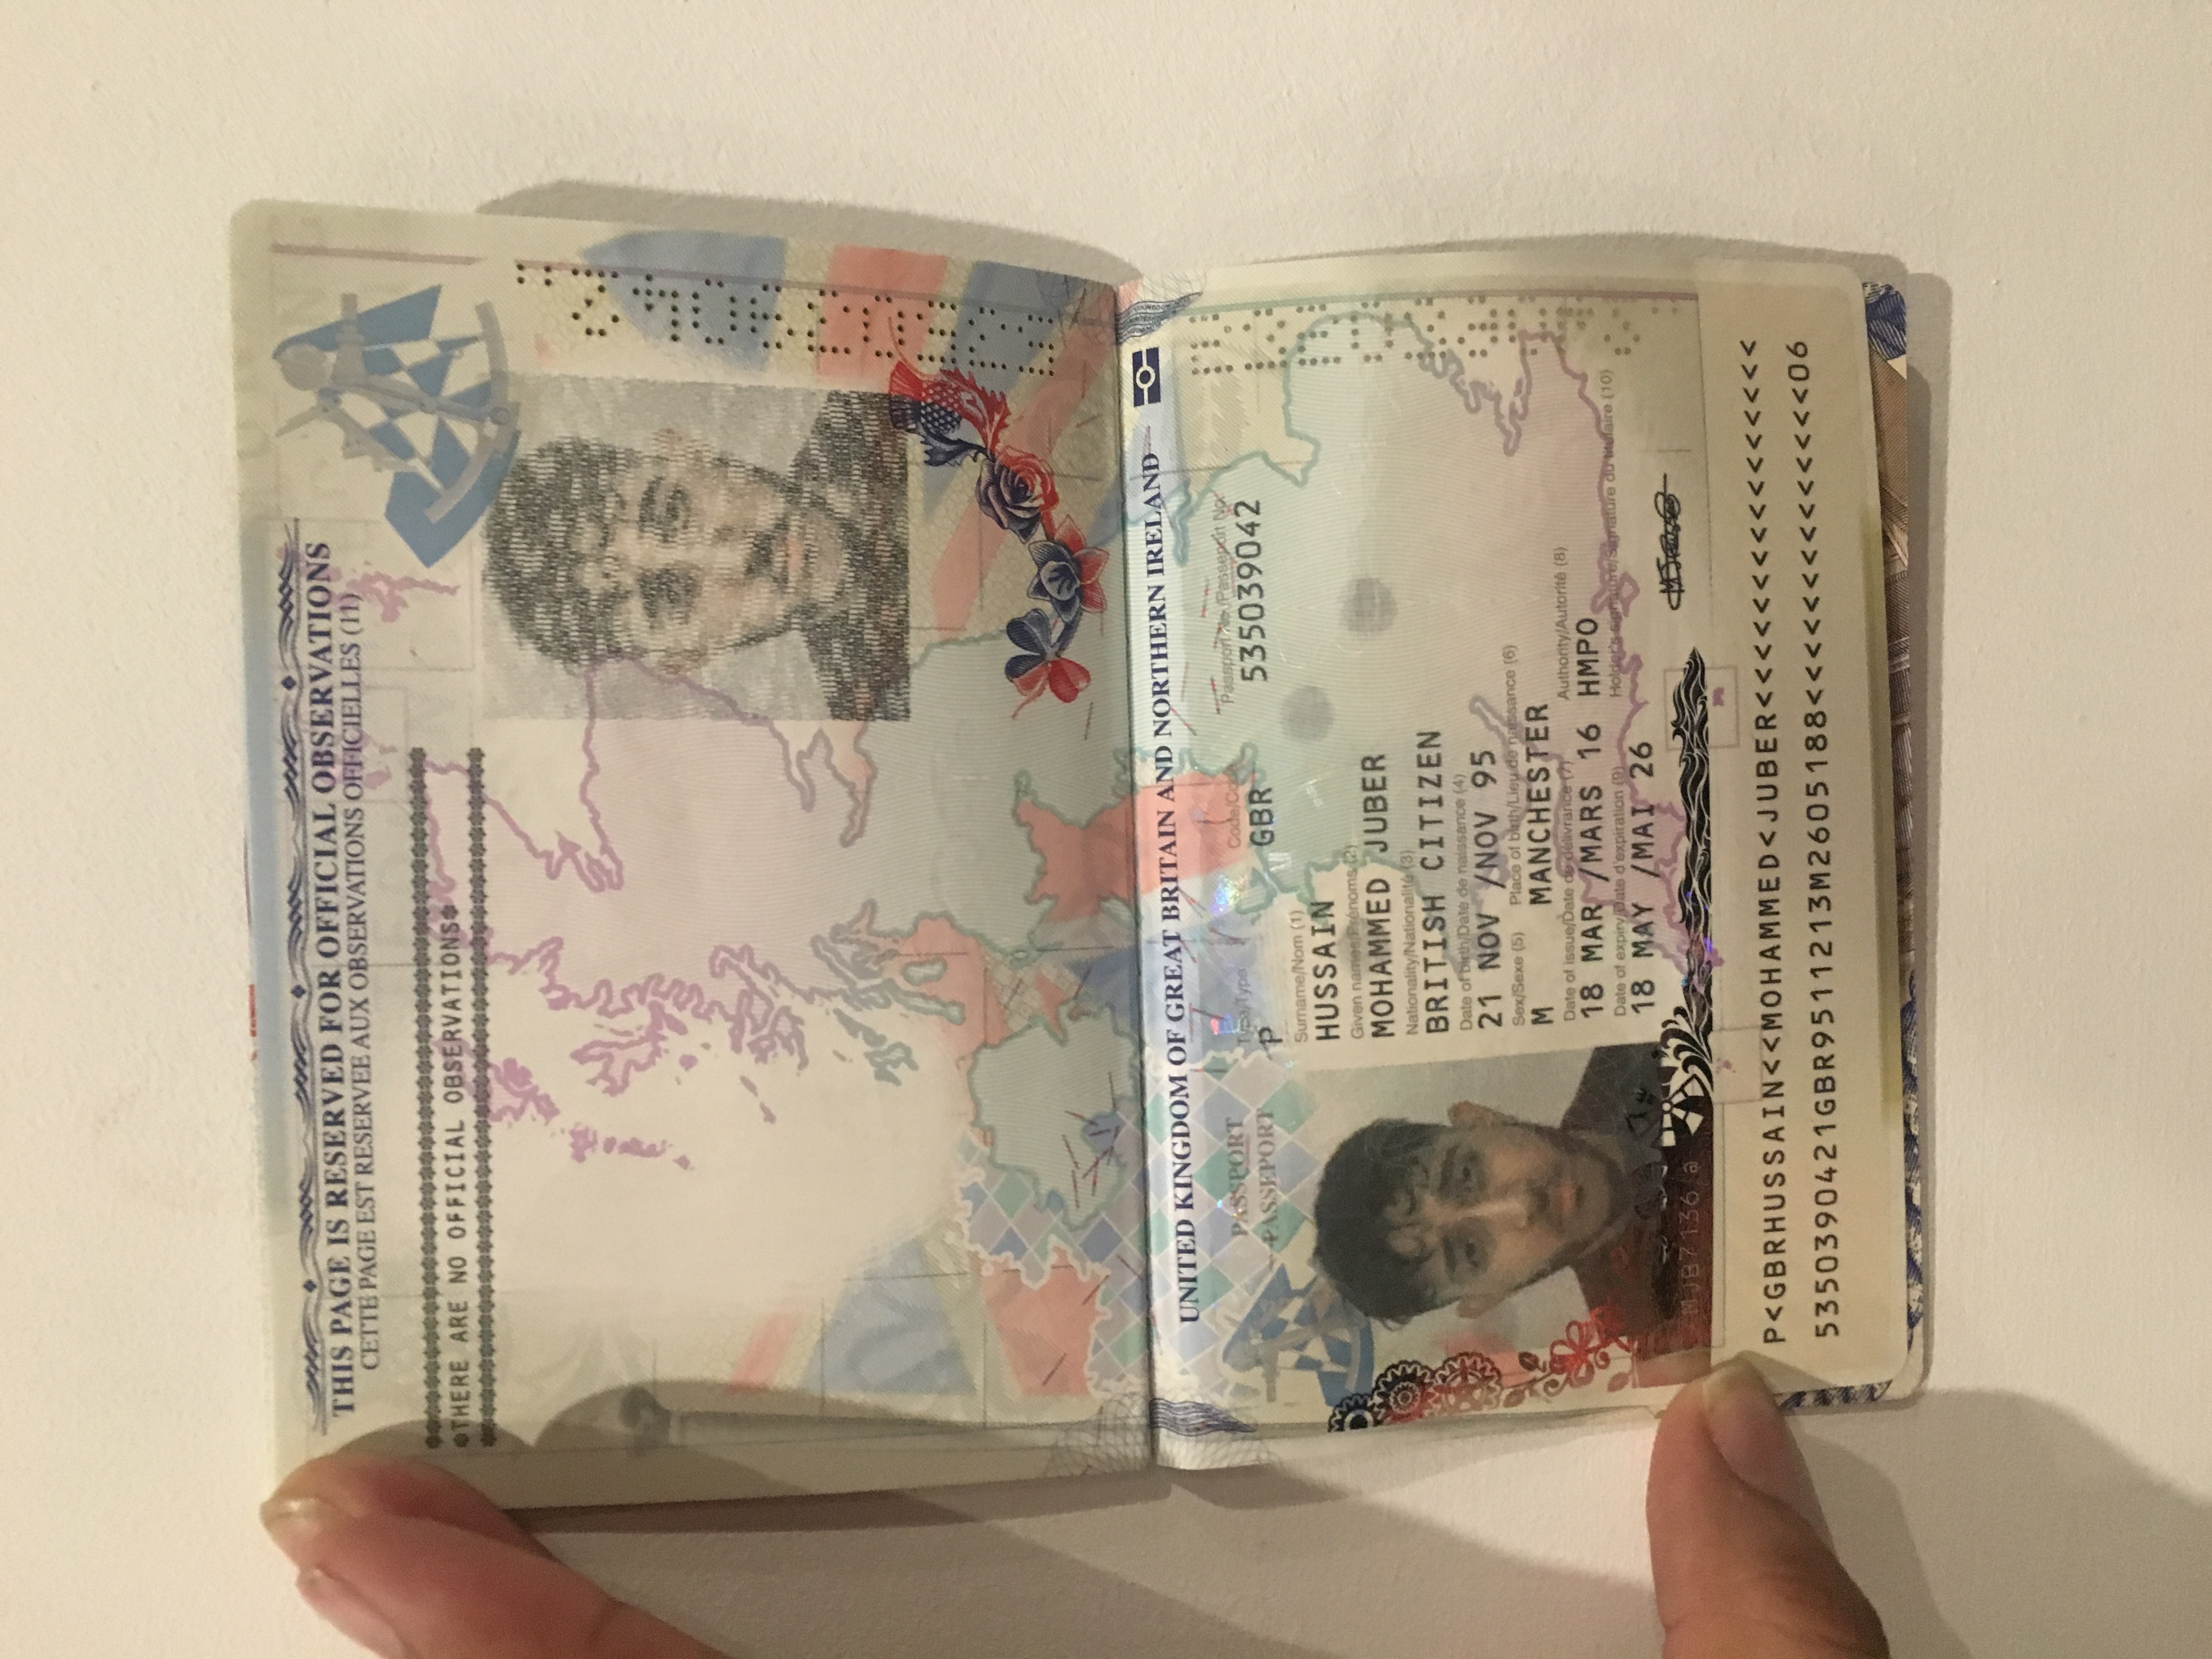 THIS PAGE IS RESERVED FOR OFFICIAL OBSERVATIONS
CETTE PAGE EST RESERVEE AUX OBSERVATIONS OFFICIELLES (11)
*THERE ARE NO OFFICIAL OBSERVATIONS*
UNITED KINGDOM OF GREAT BRITAIN AND NORTHERN IRELAND
PASSPORT
PASSEPORT
Type/Type Code/Code Passport No./Passeport No.
P GBR 535039042
Surname/Nom (1)
HUSSAIN
Given names/Prénoms (2)
MOHAMMED JUBER
Nationality/Nationalité (3)
BRITISH CITIZEN
Date of birth/Date de naissance (4)
21 NOV /NOV 95
Sex/Sexe (5) Place of birth/Lieu de naissance (6)
M MANCHESTER
Date of issue/Date de délivrance (7) Authority/Autorité (8)
18 MAR /MARS 16 HMPO
Date of expiry/Date d'expiration (9) Holder's signature/Signature du titulaire (10)
18 MAY /MAI 26
P<GBRHUSSAIN<<MOHAMMED<JUBER<<<<<<<<<<<<<<<<
5350390421GBR9511213M2605188<<<<<<<<<<<<<<06